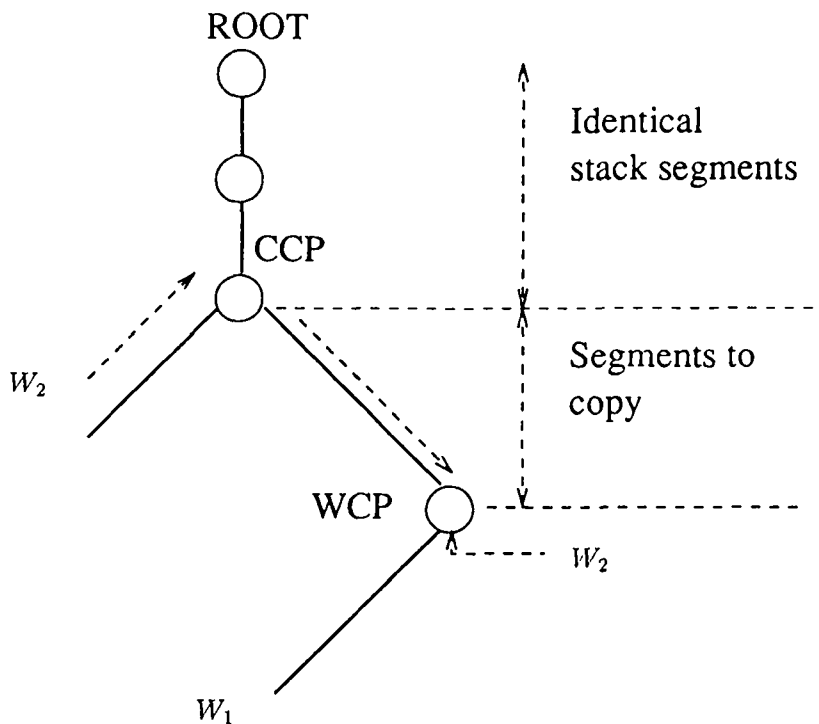 ROOT
Identical
stack segments
CCP
W₂
Segments to
copy
WCP
W₂
W₁